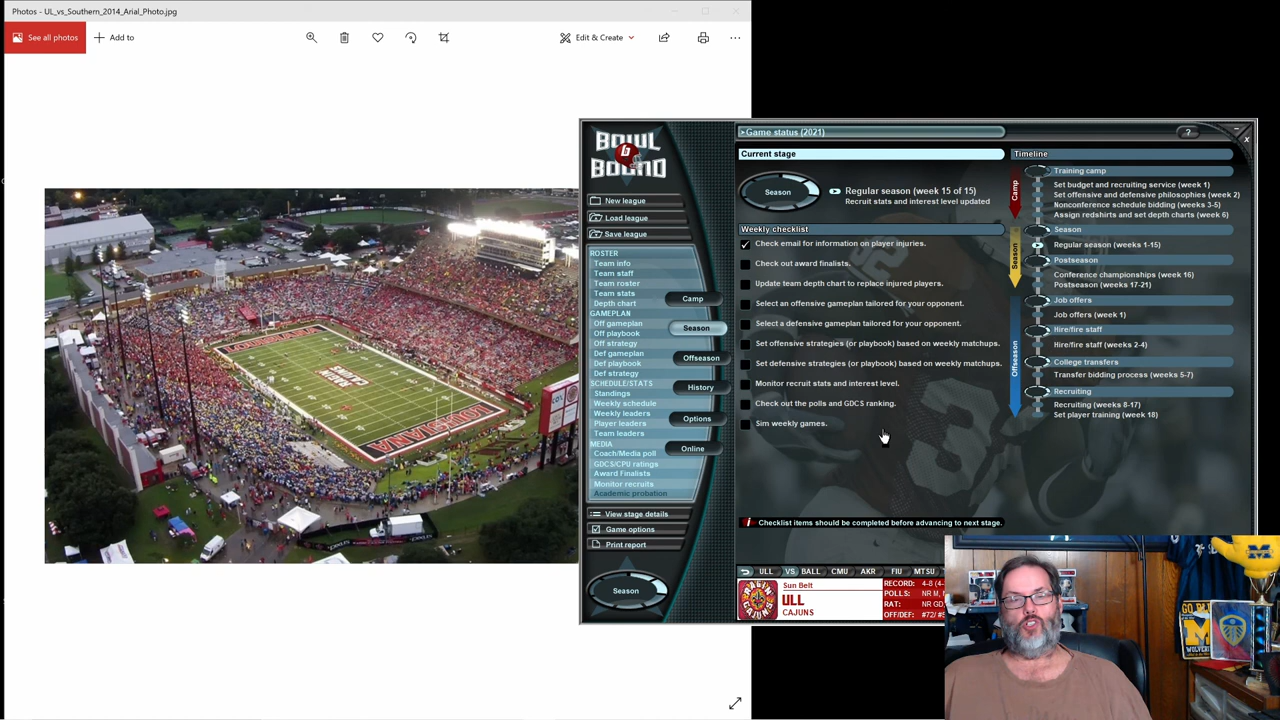 Photos - UL_vs_Southern_2014_Arial_Photo.jpg
See all photos
Add to
Edit & Create
BOWL
BOUND
New league
Load league
Save league
ROSTER
Team info
Team staff
Team roster
Team stats
Depth chart
GAMEPLAN
Off gameplan
Off playbook
Off strategy
Def gameplan
Def playbook
Def strategy
SCHEDULE/STATS
Standings
Weekly schedule
Weekly leaders
Player leaders
Team leaders
MEDIA
Coach/Media poll
GDCS/CPU ratings
Award Finalists
Monitor recruits
Academic probation
Camp
Season
Offseason
History
Options
Online
View stage details
Game options
Print report
Season
Game status (2021)
?
x
Current stage
Season
Regular season (week 15 of 15)
Recruit stats and interest level updated
Weekly checklist
Check email for information on player injuries.
Check out award finalists.
Update team depth chart to replace injured players.
Select an offensive gameplan tailored for your opponent.
Select a defensive gameplan tailored for your opponent.
Set offensive strategies (or playbook) based on weekly matchups.
Set defensive strategies (or playbook) based on weekly matchups.
Monitor recruit stats and interest level.
Check out the polls and GDCS ranking.
Sim weekly games.
Checklist items should be completed before advancing to next stage.
Timeline
Camp
Season
Offseason
Training camp
Set budget and recruiting service (week 1)
Set offensive and defensive philosophies (week 2)
Nonconference schedule bidding (weeks 3-5)
Assign redshirts and set depth charts (week 6)
Season
Regular season (weeks 1-15)
Postseason
Conference championships (week 16)
Postseason (weeks 17-21)
Job offers
Job offers (week 1)
Hire/fire staff
Hire/fire staff (weeks 2-4)
College transfers
Transfer bidding process (weeks 5-7)
Recruiting
Recruiting (weeks 8-17)
Set player training (week 18)
ULL VS BALL CMU AKR FIU MTSU
Sun Belt
ULL
CAJUNS
RECORD: 4-8 (4-
POLLS: NR M,
RAT: NR GD
OFF/DEF: #72/
LOUISIANA
M
WOLVERINES